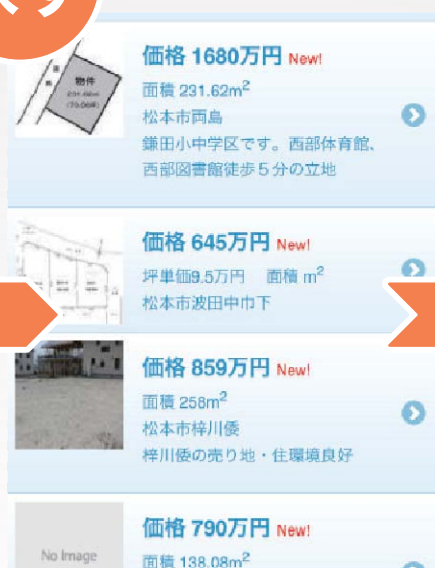 価格 1680万円 New!
物件
231.62m
(70.06坪)
面積 231.62m²
松本市両島
鎌田小中学区です。西部体育館、
西部図書館徒歩5分の立地
価格 645万円 New!
坪単価9.5万円 面積 m²
松本市波田中巾下
価格 859万円 New!
面積 258m²
松本市梓川倭
梓川倭の売り地・住環境良好
価格 790万円 New!
No Image
面積 138.08m²